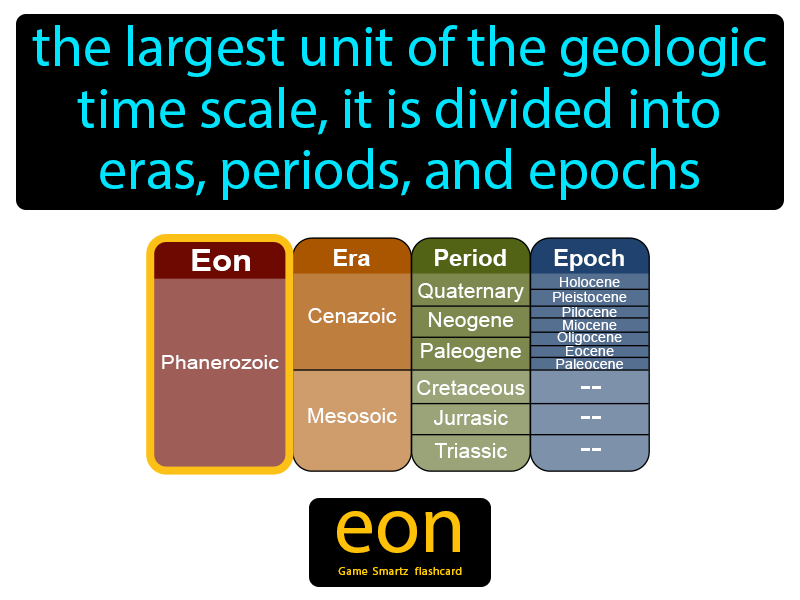 the largest unit of the geologic
time scale, it is divided into
eras, periods, and epochs
Eon
Era
Period
Epoch
Phanerozoic
Cenazoic
Quaternary
Holocene
Pleistocene
Neogene
Pilocene
Miocene
Paleogene
Oligocene
Eocene
Paleocene
Mesosoic
Cretaceous
--
Jurrasic
--
Triassic
--
eon
Game Smartz flashcard